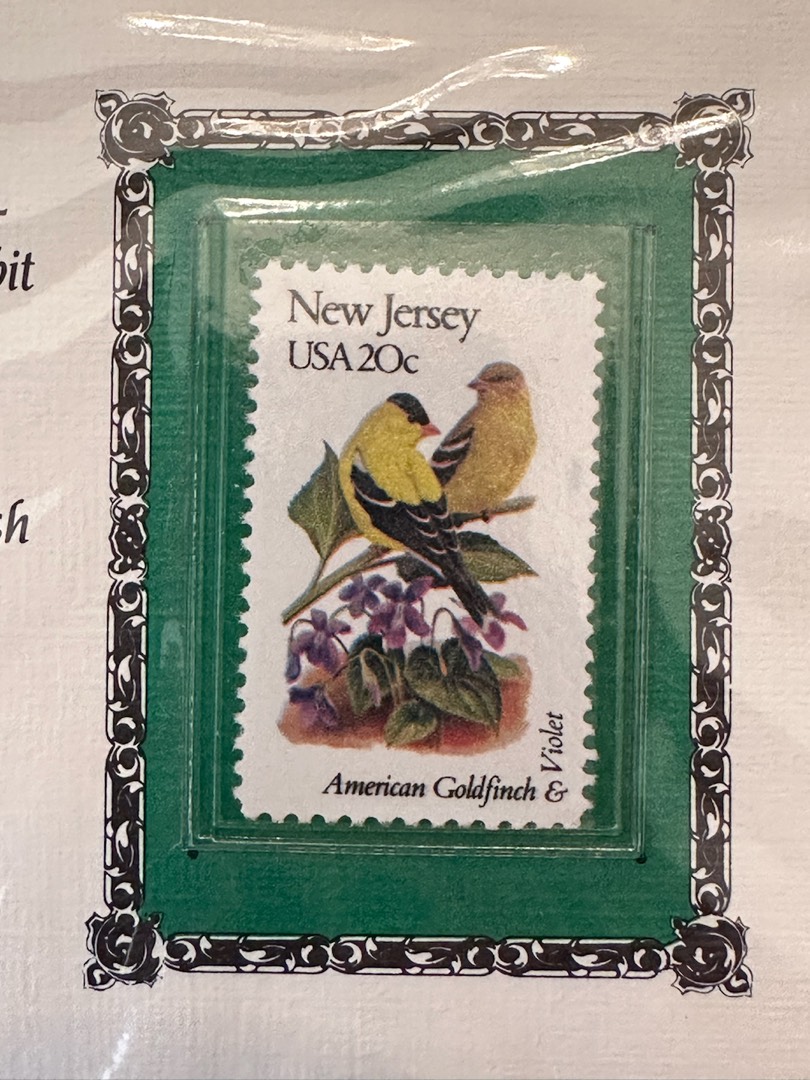 New Jersey
USA 20c
American Goldfinch & Violet